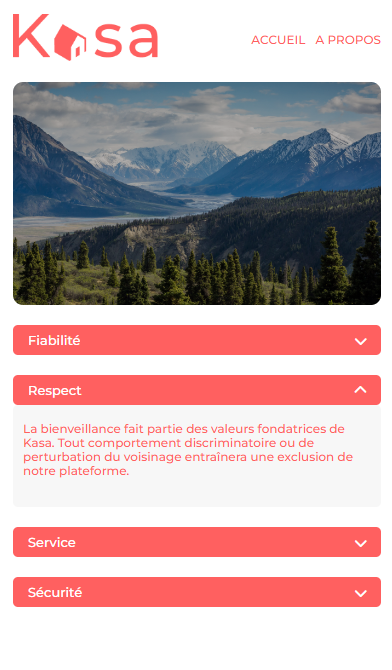 Kasa
ACCUEIL A PROPOS
Fiabilité
Respect
La bienveillance fait partie des valeurs fondatrices de
Kasa. Tout comportement discriminatoire ou de
perturbation du voisinage entraînera une exclusion de
notre plateforme.
Service
Sécurité